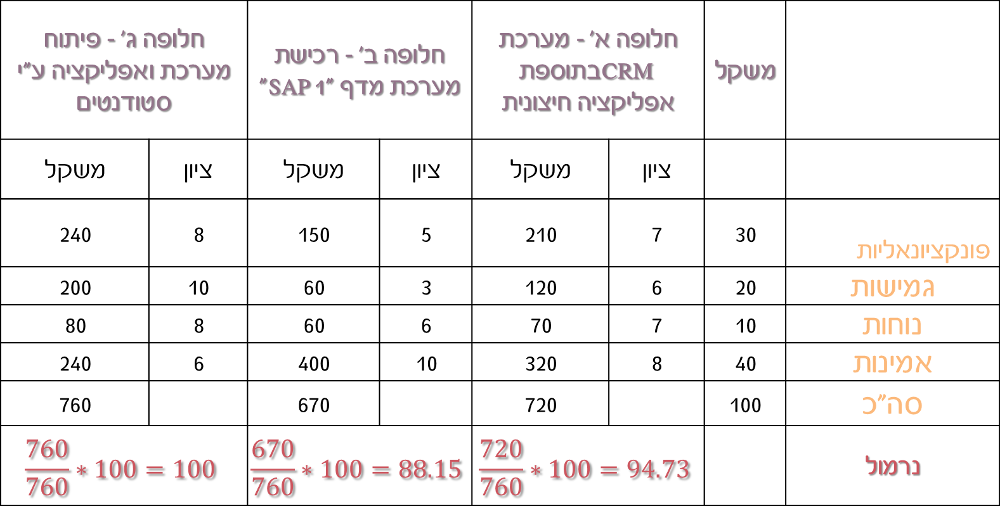 משקל
חלופה א' - מערכת
CRMבתוספת
אפליקציה חיצונית
חלופה ב' - רכישת
מערכת מדף "SAP 1"
חלופה ג' - פיתוח
מערכת ואפליקציה ע"י
סטודנטים
ציון משקל ציון משקל ציון משקל
פונקציונאליות 30 7 210 5 150 8 240
גמישות 20 6 120 3 60 10 200
נוחות 10 7 70 6 60 8 80
אמינות 40 8 320 10 400 6 240
סה"כ 100 720 670 760
נרמול
720/760 * 100 = 94.73
670/760 * 100 = 88.15
760/760 * 100 = 100